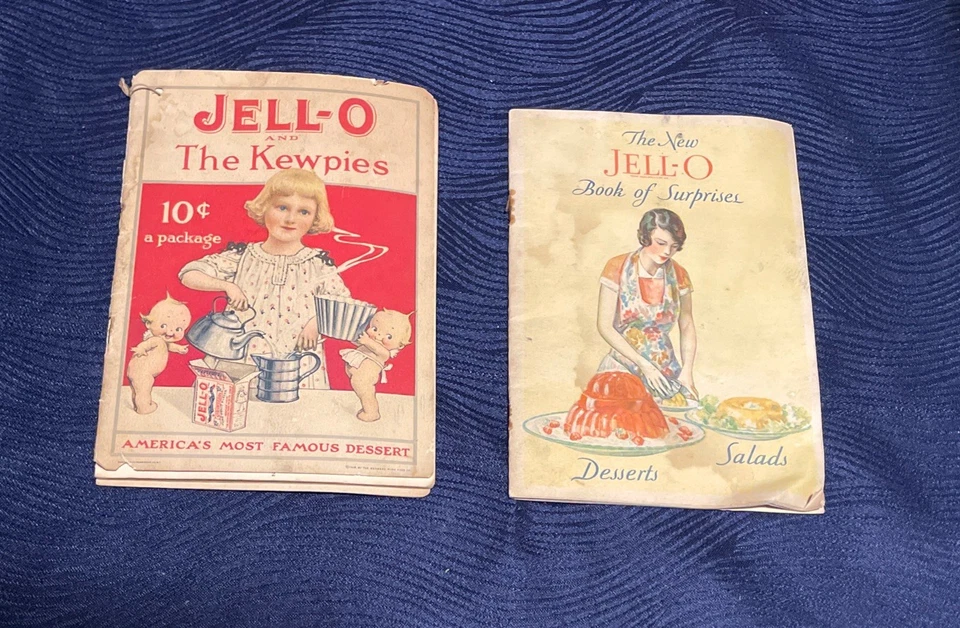 JELL-O
AND
The Kewpies
10¢
a package
JELL-O
AMERICA'S MOST FAMOUS DESSERT
The New
JELL-O
Book of Surprises
Desserts
Salads